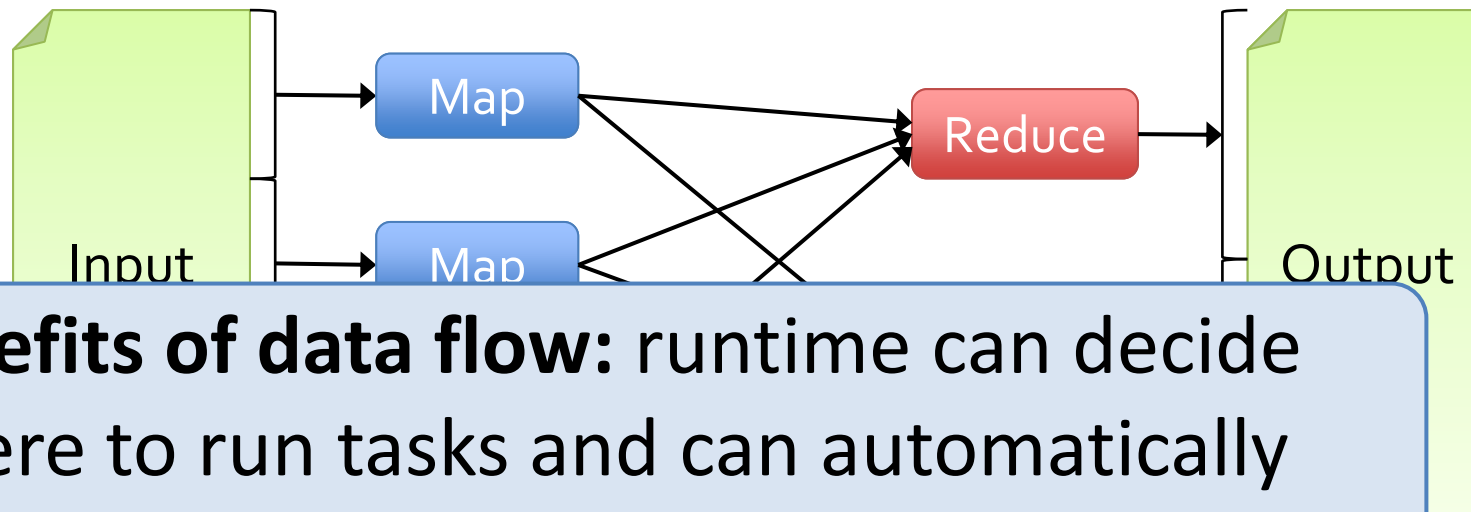 Map
Reduce
Input
Map
Output
efits of data flow: runtime can decide
ere to run tasks and can automatically